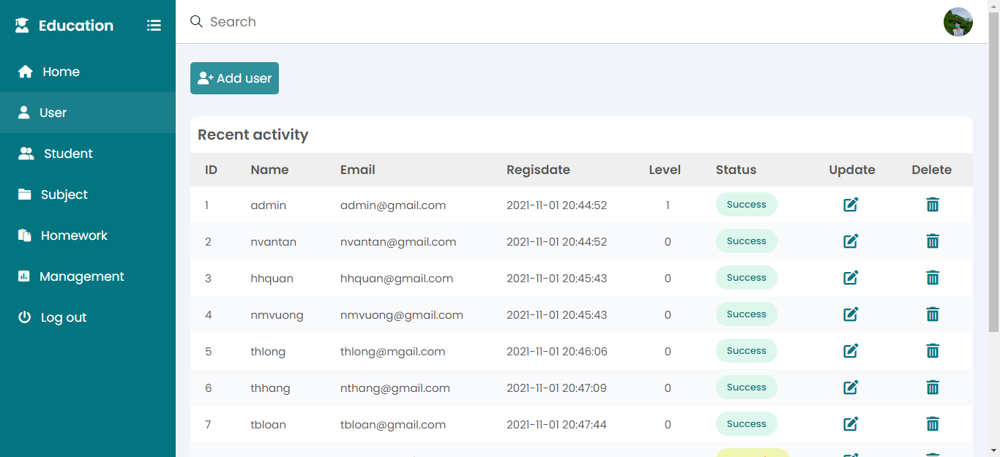 Education
Search
Home
User
Student
Subject
Homework
Management
Log out
Add user
Recent activity
ID Name Email Regisdate Level Status Update Delete
1 admin admin@gmail.com 2021-11-01 20:44:52 1 Success
2 nvantan nvantan@gmail.com 2021-11-01 20:44:52 0 Success
3 hhquan hhquan@gmail.com 2021-11-01 20:45:43 0 Success
4 nmvuong nmvuong@gmail.com 2021-11-01 20:45:43 0 Success
5 thlong thlong@mgail.com 2021-11-01 20:46:06 0 Success
6 thhang nthang@gmail.com 2021-11-01 20:47:09 0 Success
7 tbloan tbloan@gmail.com 2021-11-01 20:47:44 0 Success